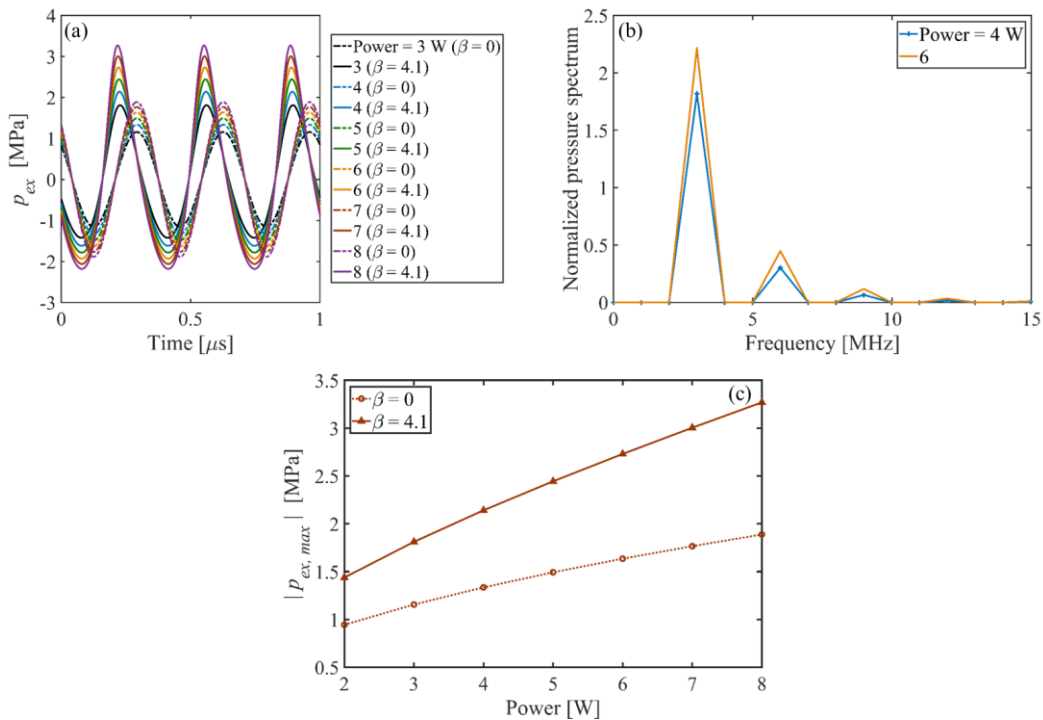 (a)
4
3
2
1
0
-1
-2
-3
p_ex [MPa]
0
0.5
1
Time [μs]
Power = 3 W (β = 0)
3 (β = 4.1)
4 (β = 0)
4 (β = 4.1)
5 (β = 0)
5 (β = 4.1)
6 (β = 0)
6 (β = 4.1)
7 (β = 0)
7 (β = 4.1)
8 (β = 0)
8 (β = 4.1)
(b)
Power = 4 W
6
2.5
2
1.5
1
0.5
0
Normalized pressure spectrum
0
5
10
15
Frequency [MHz]
(c)
β = 0
β = 4.1
3.5
3
2.5
2
1.5
1
0.5
| p_ex, max | [MPa]
2
3
4
5
6
7
8
Power [W]